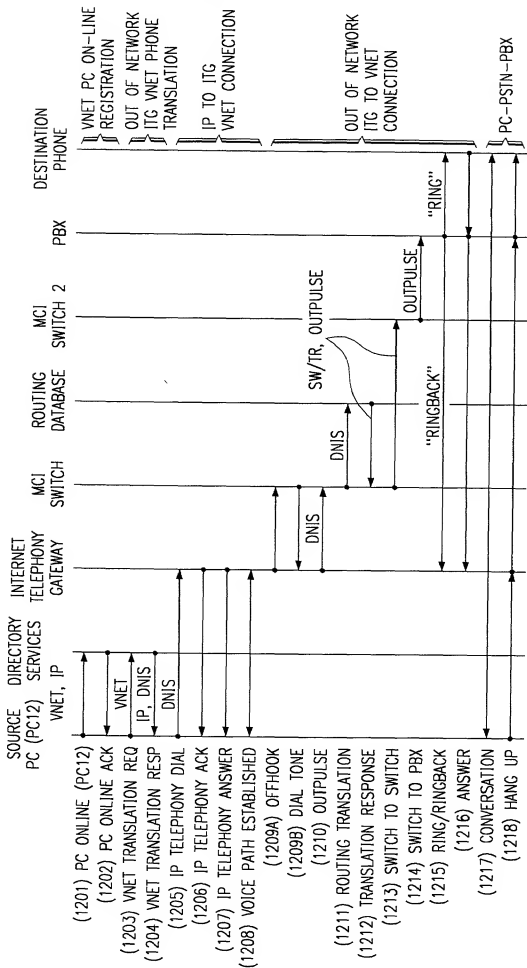 SOURCE
PC (PC12)
DIRECTORY
SERVICES
INTERNET
TELEPHONY
GATEWAY
MCI
SWITCH
ROUTING
DATABASE
MCI
SWITCH 2
PBX
DESTINATION
PHONE
VNET, IP
(1201) PC ONLINE (PC12)
(1202) PC ONLINE ACK
VNET
(1203) VNET TRANSLATION REQ
IP, DNIS
(1204) VNET TRANSLATION RESP
DNIS
(1205) IP TELEPHONY DIAL
(1206) IP TELEPHONY ACK
(1207) IP TELEPHONY ANSWER
(1208) VOICE PATH ESTABLISHED
(1209A) OFFHOOK
(1209B) DIAL TONE
DNIS
(1210) OUTPULSE
DNIS
(1211) ROUTING TRANSLATION
SW/TR, OUTPULSE
(1212) TRANSLATION RESPONSE
(1213) SWITCH TO SWITCH
OUTPULSE
(1214) SWITCH TO PBX
"RINGBACK"
"RING"
(1215) RING/RINGBACK
(1216) ANSWER
(1217) CONVERSATION
(1218) HANG UP
VNET PC ON-LINE
REGISTRATION
OUT OF NETWORK
ITG VNET PHONE
TRANSLATION
IP TO ITG
VNET CONNECTION
OUT OF NETWORK
ITG TO VNET
CONNECTION
PC-PSTN-PBX